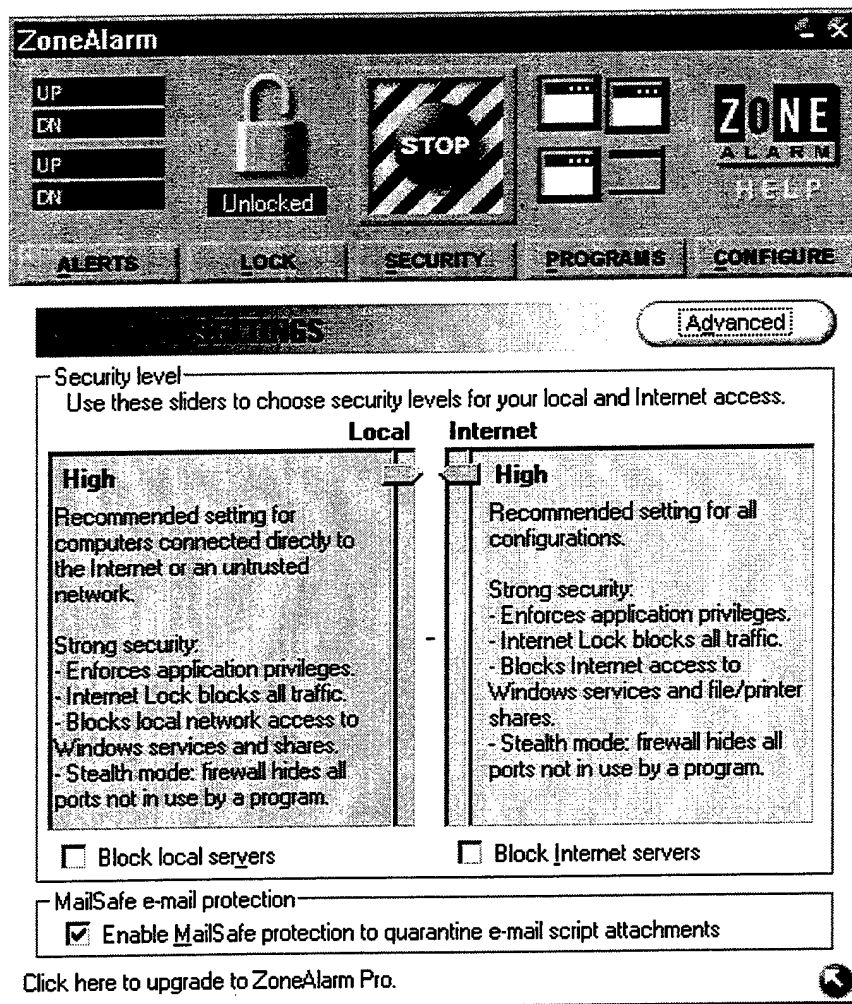 ZoneAlarm
UP
DN
UP
DN
Unlocked
STOP
ZONE
ALARM
HELP
ALERTS
LOCK
SECURITY
PROGRAMS
CONFIGURE
SETTINGS
Advanced
Security level
Use these sliders to choose security levels for your local and Internet access.
Local
Internet
High
Recommended setting for
computers connected directly to
the Internet or an untrusted
network.
Strong security:
- Enforces application privileges.
- Internet Lock blocks all traffic.
- Blocks local network access to
Windows services and shares.
- Stealth mode: firewall hides all
ports not in use by a program.
High
Recommended setting for all
configurations.
Strong security:
- Enforces application privileges.
- Internet Lock blocks all traffic.
- Blocks Internet access to
Windows services and file/printer
shares.
- Stealth mode: firewall hides all
ports not in use by a program.
Block local servers
Block Internet servers
MailSafe e-mail protection
Enable MailSafe protection to quarantine e-mail script attachments
Click here to upgrade to ZoneAlarm Pro.